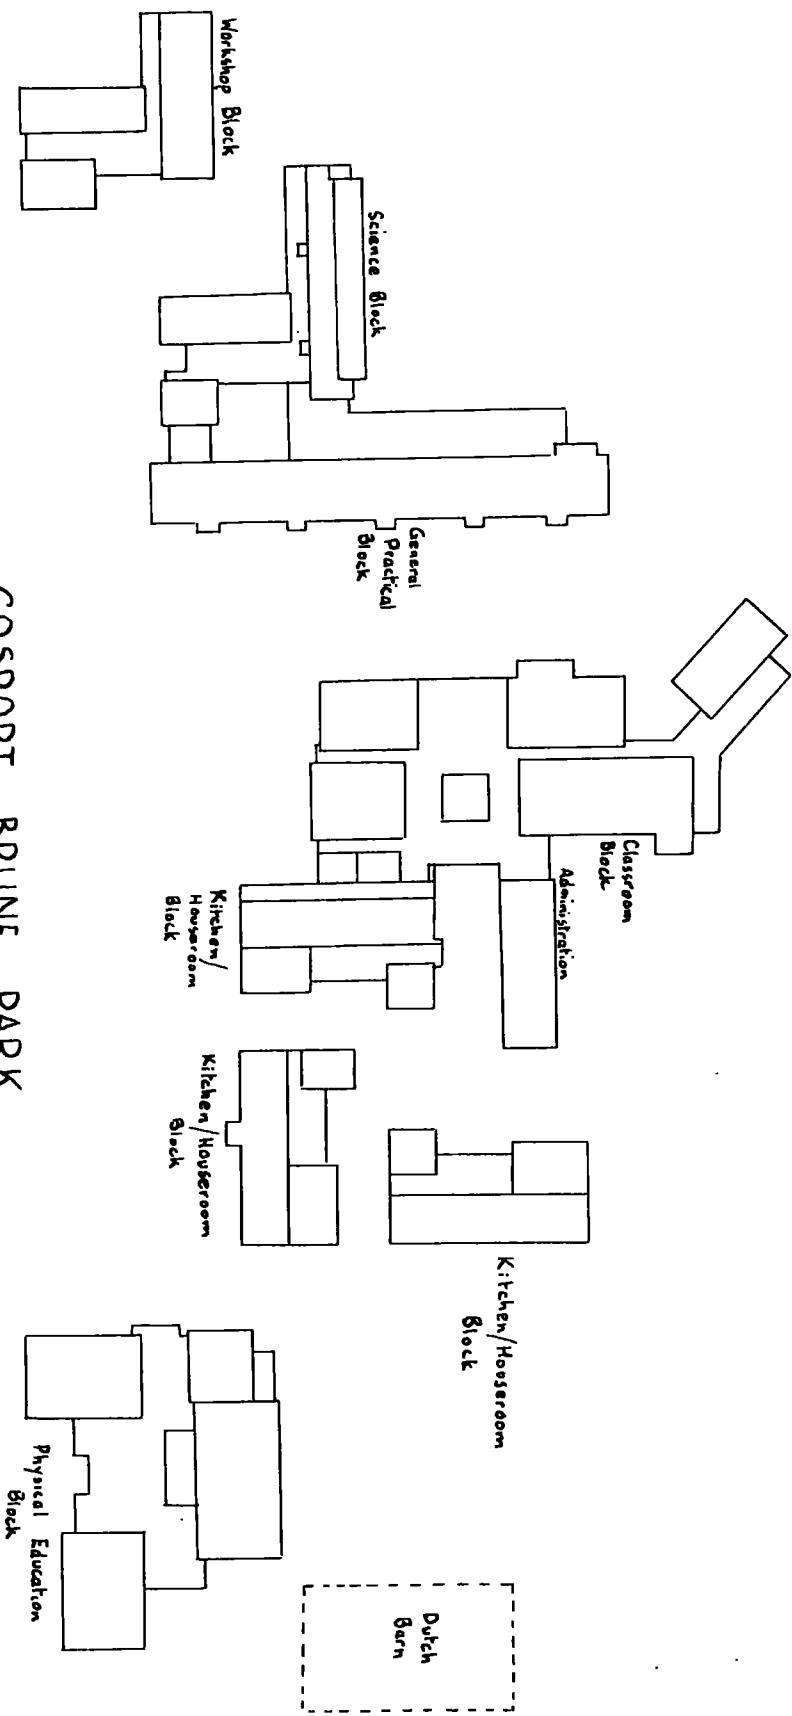 Workshop Block
Science Block
General
Practical
Block
Classroom
Block
Administration
Kitchen/
Houseroom
Block
Kitchen/Houseroom
Block
Kitchen/Houseroom
Block
Physical Education
Block
Dutch
Barn
GOSPORT BRUNE PARK